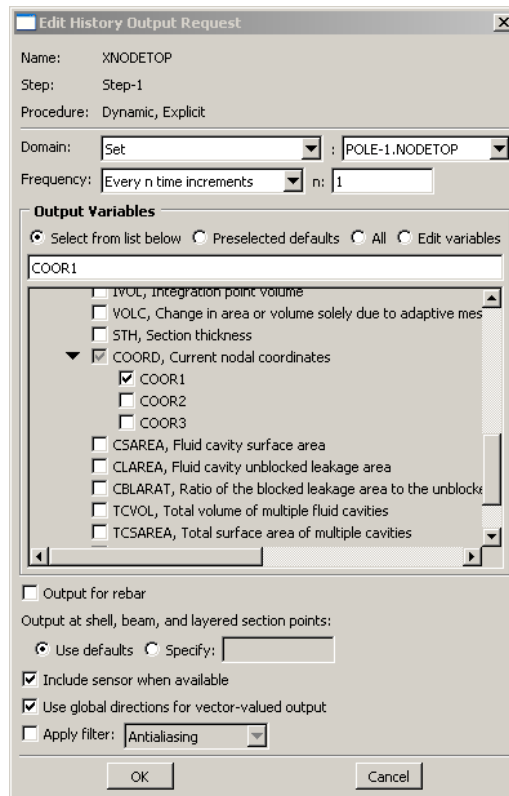 Edit History Output Request
Name: XNODETOP
Step: Step-1
Procedure: Dynamic, Explicit
Domain: Set : POLE-1.NODETOP
Frequency: Every n time increments n: 1
Output Variables
Select from list below Preselected defaults All Edit variables
COOR1
IVOL, Integration point volume
VOLC, Change in area or volume solely due to adaptive mes
STH, Section thickness
COORD, Current nodal coordinates
COOR1
COOR2
COOR3
CSAREA, Fluid cavity surface area
CLAREA, Fluid cavity unblocked leakage area
CBLARAT, Ratio of the blocked leakage area to the unblocke
TCVOL, Total volume of multiple fluid cavities
TCSAREA, Total surface area of multiple cavities
Output for rebar
Output at shell, beam, and layered section points:
Use defaults Specify:
Include sensor when available
Use global directions for vector-valued output
Apply filter: Antialiasing
OK Cancel